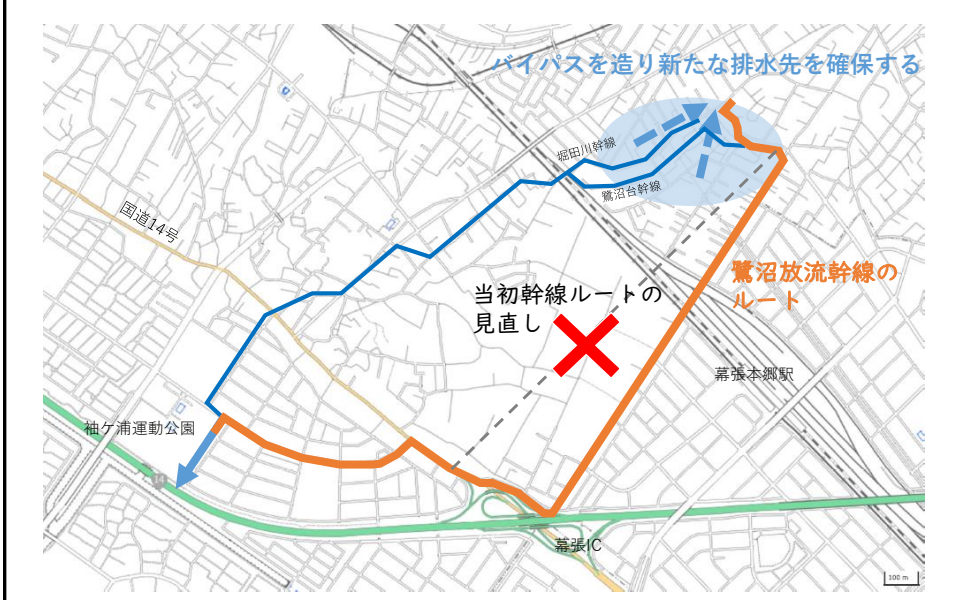 バイパスを造り新たな排水先を確保する
堀田川幹線
鷺沼台幹線
国道14号
鷺沼放流幹線の
ルート
当初幹線ルートの
見直し
幕張本郷駅
袖ケ浦運動公園
14
幕張IC
100 m